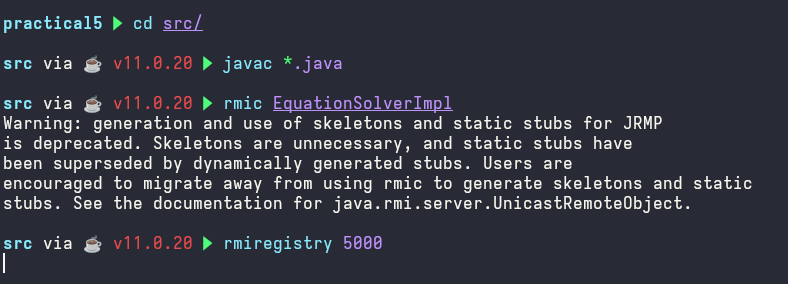 practical5 ▶ cd src/
src via ☕ v11.0.20 ▶ javac *.java
src via ☕ v11.0.20 ▶ rmic EquationSolverImpl
Warning: generation and use of skeletons and static stubs for JRMP
is deprecated. Skeletons are unnecessary, and static stubs have
been superseded by dynamically generated stubs. Users are
encouraged to migrate away from using rmic to generate skeletons and static
stubs. See the documentation for java.rmi.server.UnicastRemoteObject.
src via ☕ v11.0.20 ▶ rmiregistry 5000